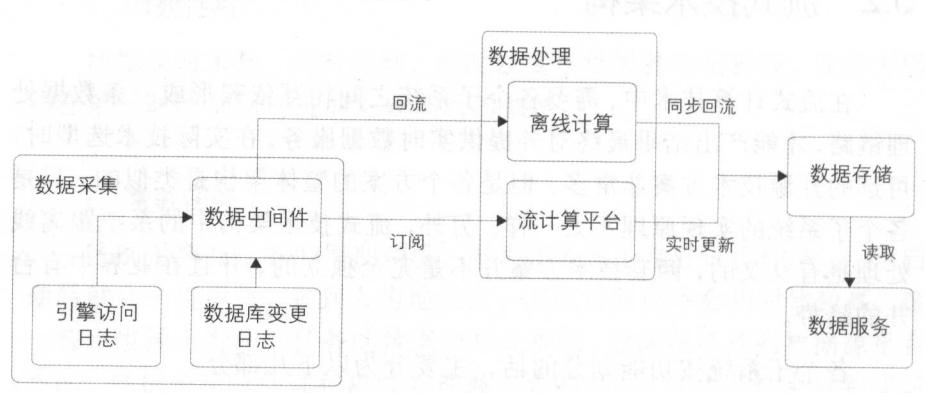 数据处理
离线计算
流计算平台
回流
同步回流
数据采集
数据中间件
订阅
实时更新
数据存储
读取
引擎访问
日志
数据库变更
日志
数据服务